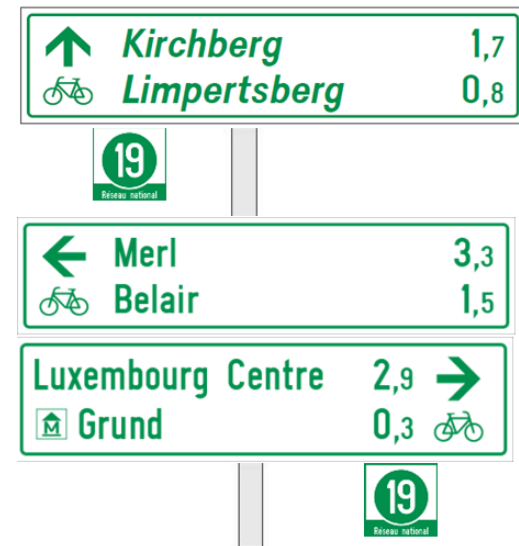 Kirchberg 1,7
Limpertsberg 0,8
19
Réseau national
Merl 3,3
Belair 1,5
Luxembourg Centre 2,9
M Grund 0,3
19
Réseau national